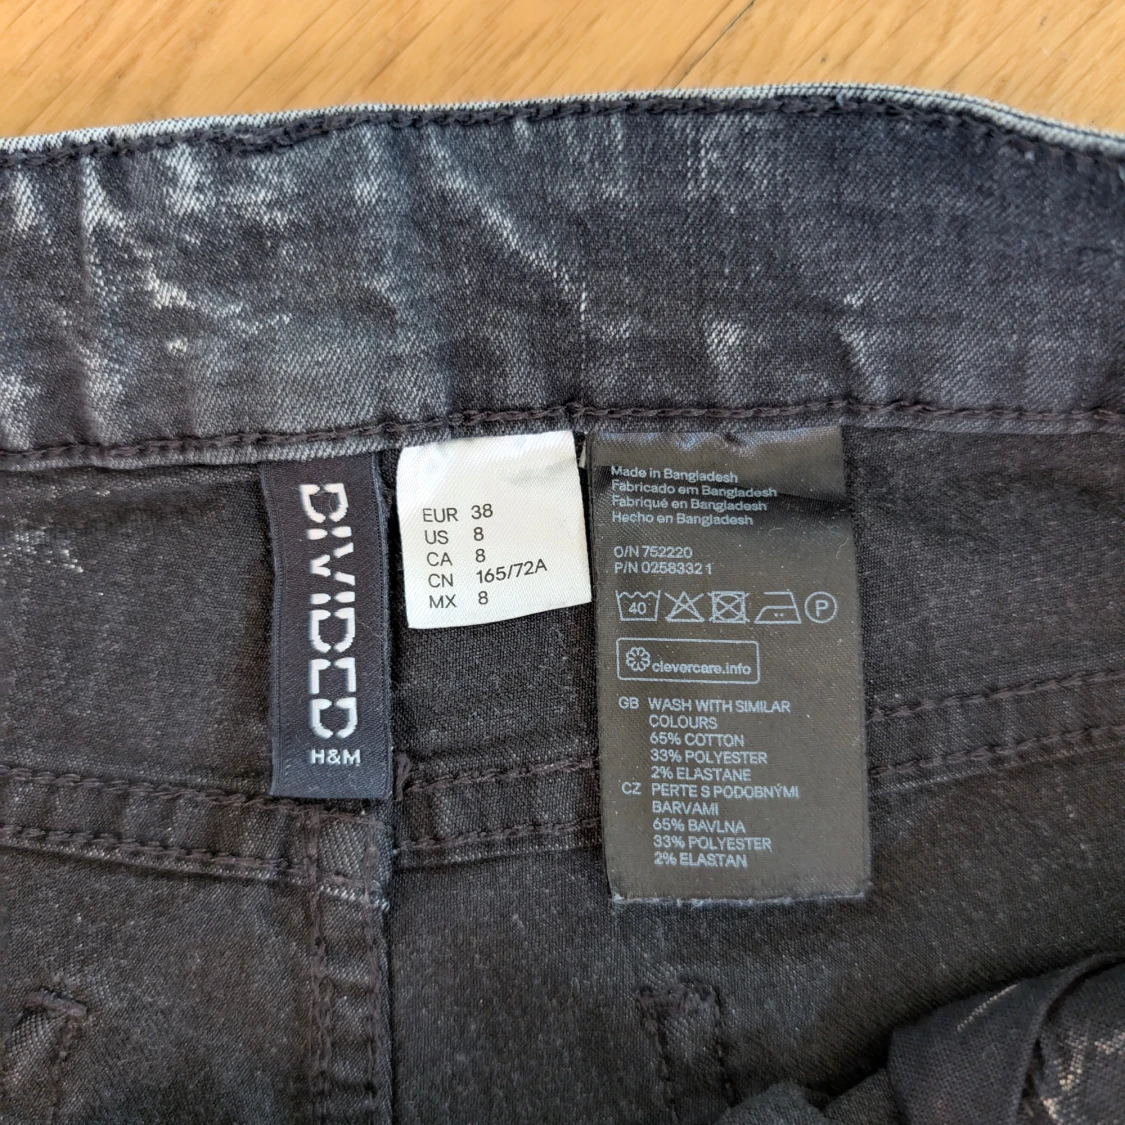 DIVIDED
H&M
EUR 38
US 8
CA 8
CN 165/72A
MX 8
Made in Bangladesh
Fabricado em Bangladesh
Fabriqué en Bangladesh
Hecho en Bangladesh
O/N 752220
P/N 0258332 1
40
P
clevercare.info
GB WASH WITH SIMILAR
COLOURS
65% COTTON
33% POLYESTER
2% ELASTANE
CZ PERTE S PODOBNÝMI
BARVAMI
65% BAVLNA
33% POLYESTER
2% ELASTAN